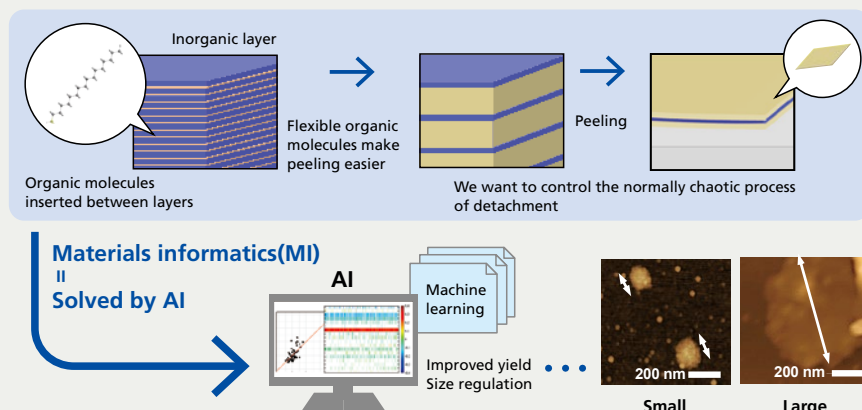 Inorganic layer
Flexible organic
molecules make
peeling easier
Peeling
Organic molecules
inserted between layers
We want to control the normally chaotic process
of detachment
Materials informatics(MI)
=
Solved by AI
AI
Machine
learning
Improved yield
Size regulation
200 nm
200 nm
Small
Large